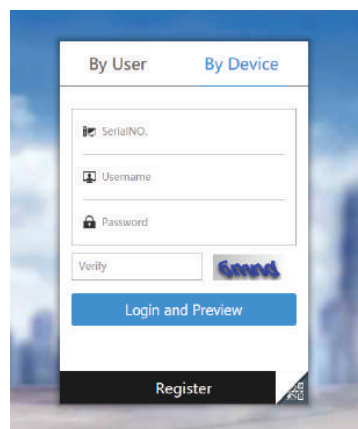 By User By Device
SerialNO.
Username
Password
Verify
Login and Preview
Register